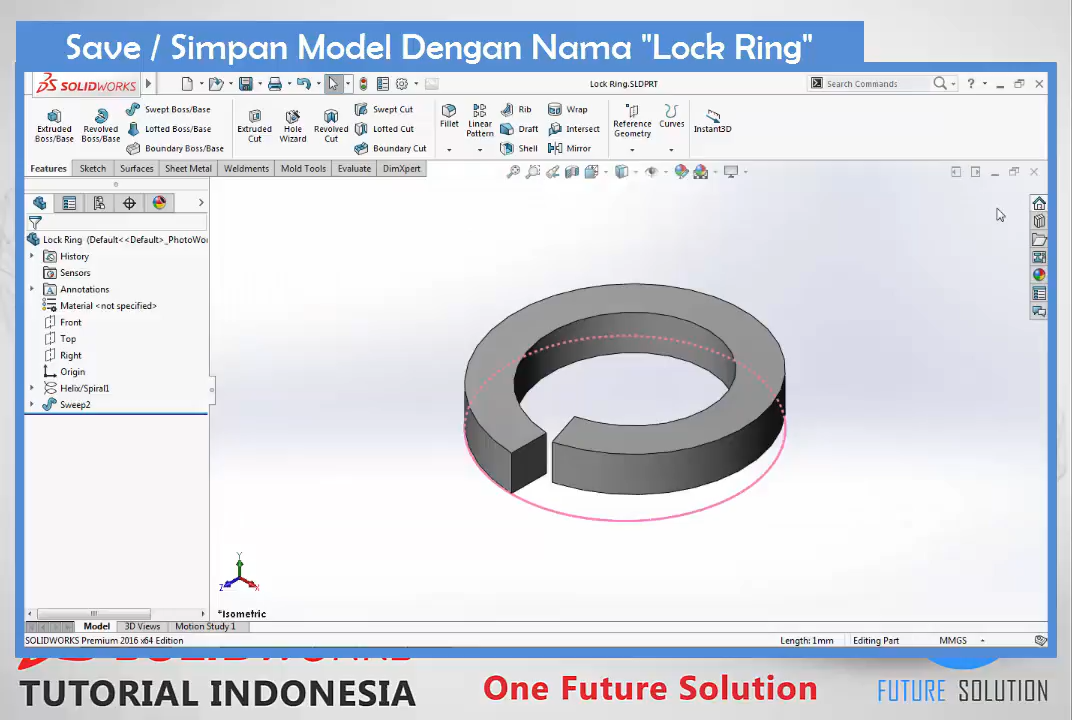 Save / Simpan Model Dengan Nama "Lock Ring"
SOLIDWORKS
Lock Ring.SLDPRT
Search Commands
Extruded Boss/Base
Revolved Boss/Base
Swept Boss/Base
Lofted Boss/Base
Boundary Boss/Base
Extruded Cut
Hole Wizard
Revolved Cut
Swept Cut
Lofted Cut
Boundary Cut
Fillet
Linear Pattern
Rib
Draft
Shell
Wrap
Intersect
Mirror
Reference Geometry
Curves
Instant3D
Features
Sketch
Surfaces
Sheet Metal
Weldments
Mold Tools
Evaluate
DimXpert
Lock Ring (Default<<Default>_PhotoWo
History
Sensors
Annotations
Material <not specified>
Front
Top
Right
Origin
Helix/Spiral1
Sweep2
Y
Z
X
*Isometric
Model
3D Views
Motion Study 1
SOLIDWORKS Premium 2016 x64 Edition
Length: 1mm
Editing Part
MMGS
TUTORIAL INDONESIA
One Future Solution
FUTURE SOLUTION